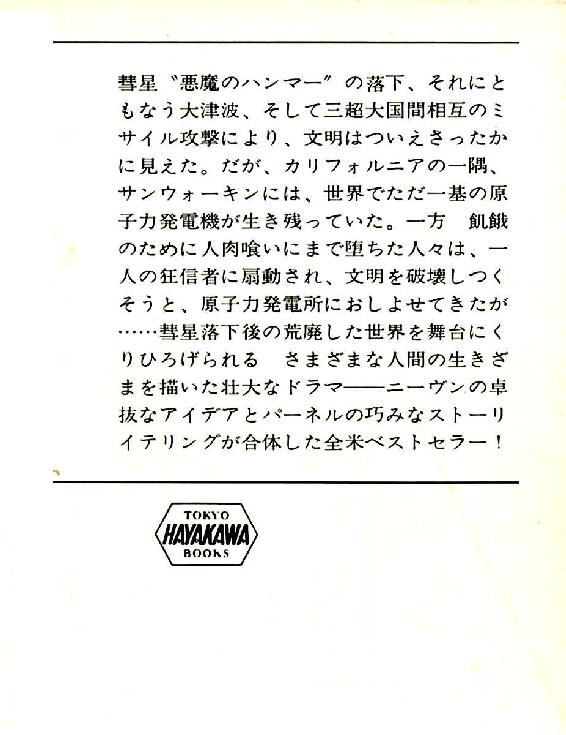 彗星〝悪魔のハンマー〟の落下、それにと
もなう大津波、そして三超大国間相互のミ
サイル攻撃により、文明はついえさったか
に見えた。だが、カリフォルニアの一隅、
サンウォーキンには、世界でただ一基の原
子力発電機が生き残っていた。一方　飢餓
のために人肉喰いにまで堕ちた人々は、一
人の狂信者に扇動され、文明を破壊しつく
そうと、原子力発電所におしよせてきたが
……彗星落下後の荒廃した世界を舞台にく
りひろげられる　さまざまな人間の生きざ
まを描いた壮大なドラマ——ニーヴンの卓
抜なアイデアとパーネルの巧みなストーリ
イテリングが合体した全米ベストセラー！
TOKYO
HAYAKAWA
BOOKS